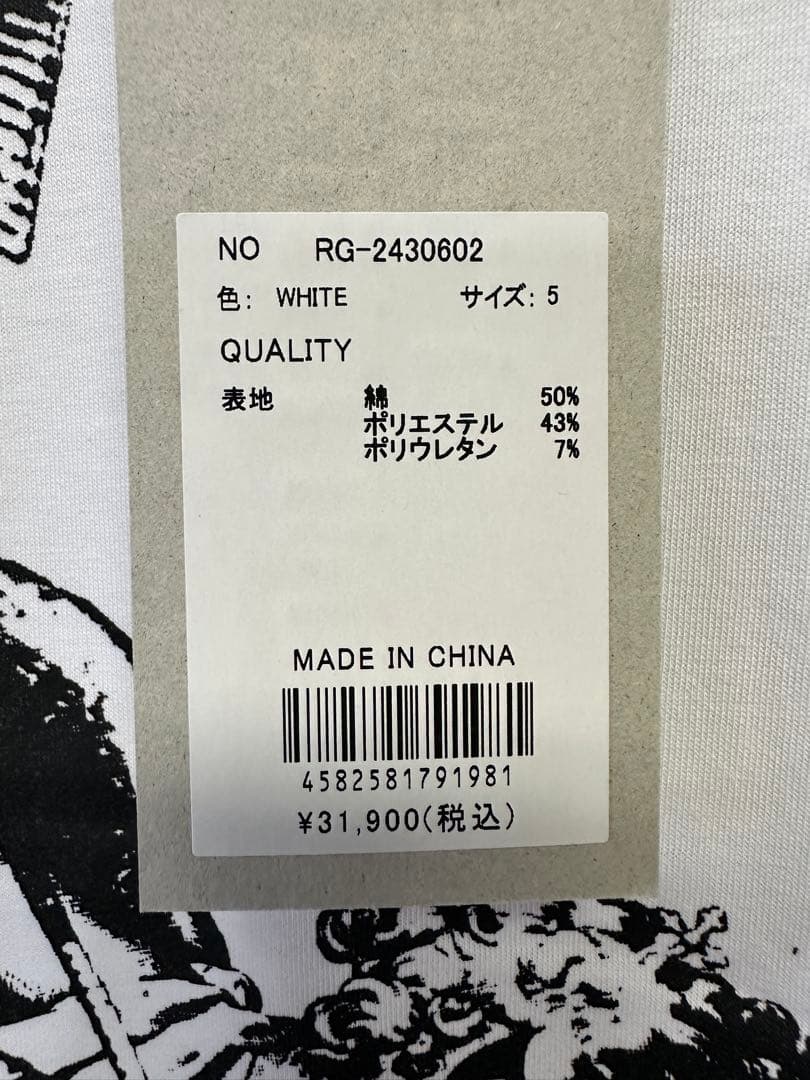 NO RG-2430602
色: WHITE サイズ: 5
QUALITY
表地 綿 50%
ポリエステル 43%
ポリウレタン 7%
MADE IN CHINA
4582581791981
¥31,900(税込)